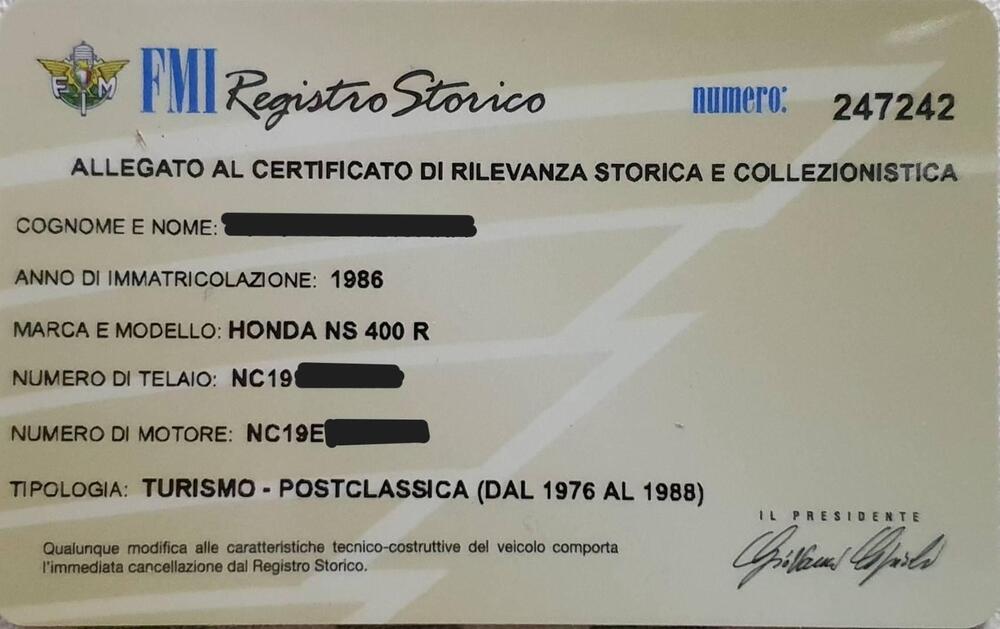 FMI Registro Storico numero: 247242
ALLEGATO AL CERTIFICATO DI RILEVANZA STORICA E COLLEZIONISTICA
COGNOME E NOME:
ANNO DI IMMATRICOLAZIONE: 1986
MARCA E MODELLO: HONDA NS 400 R
NUMERO DI TELAIO: NC19
NUMERO DI MOTORE: NC19E
TIPOLOGIA: TURISMO - POSTCLASSICA (DAL 1976 AL 1988)
IL PRESIDENTE
Qualunque modifica alle caratteristiche tecnico-costruttive del veicolo comporta
l'immediata cancellazione dal Registro Storico.